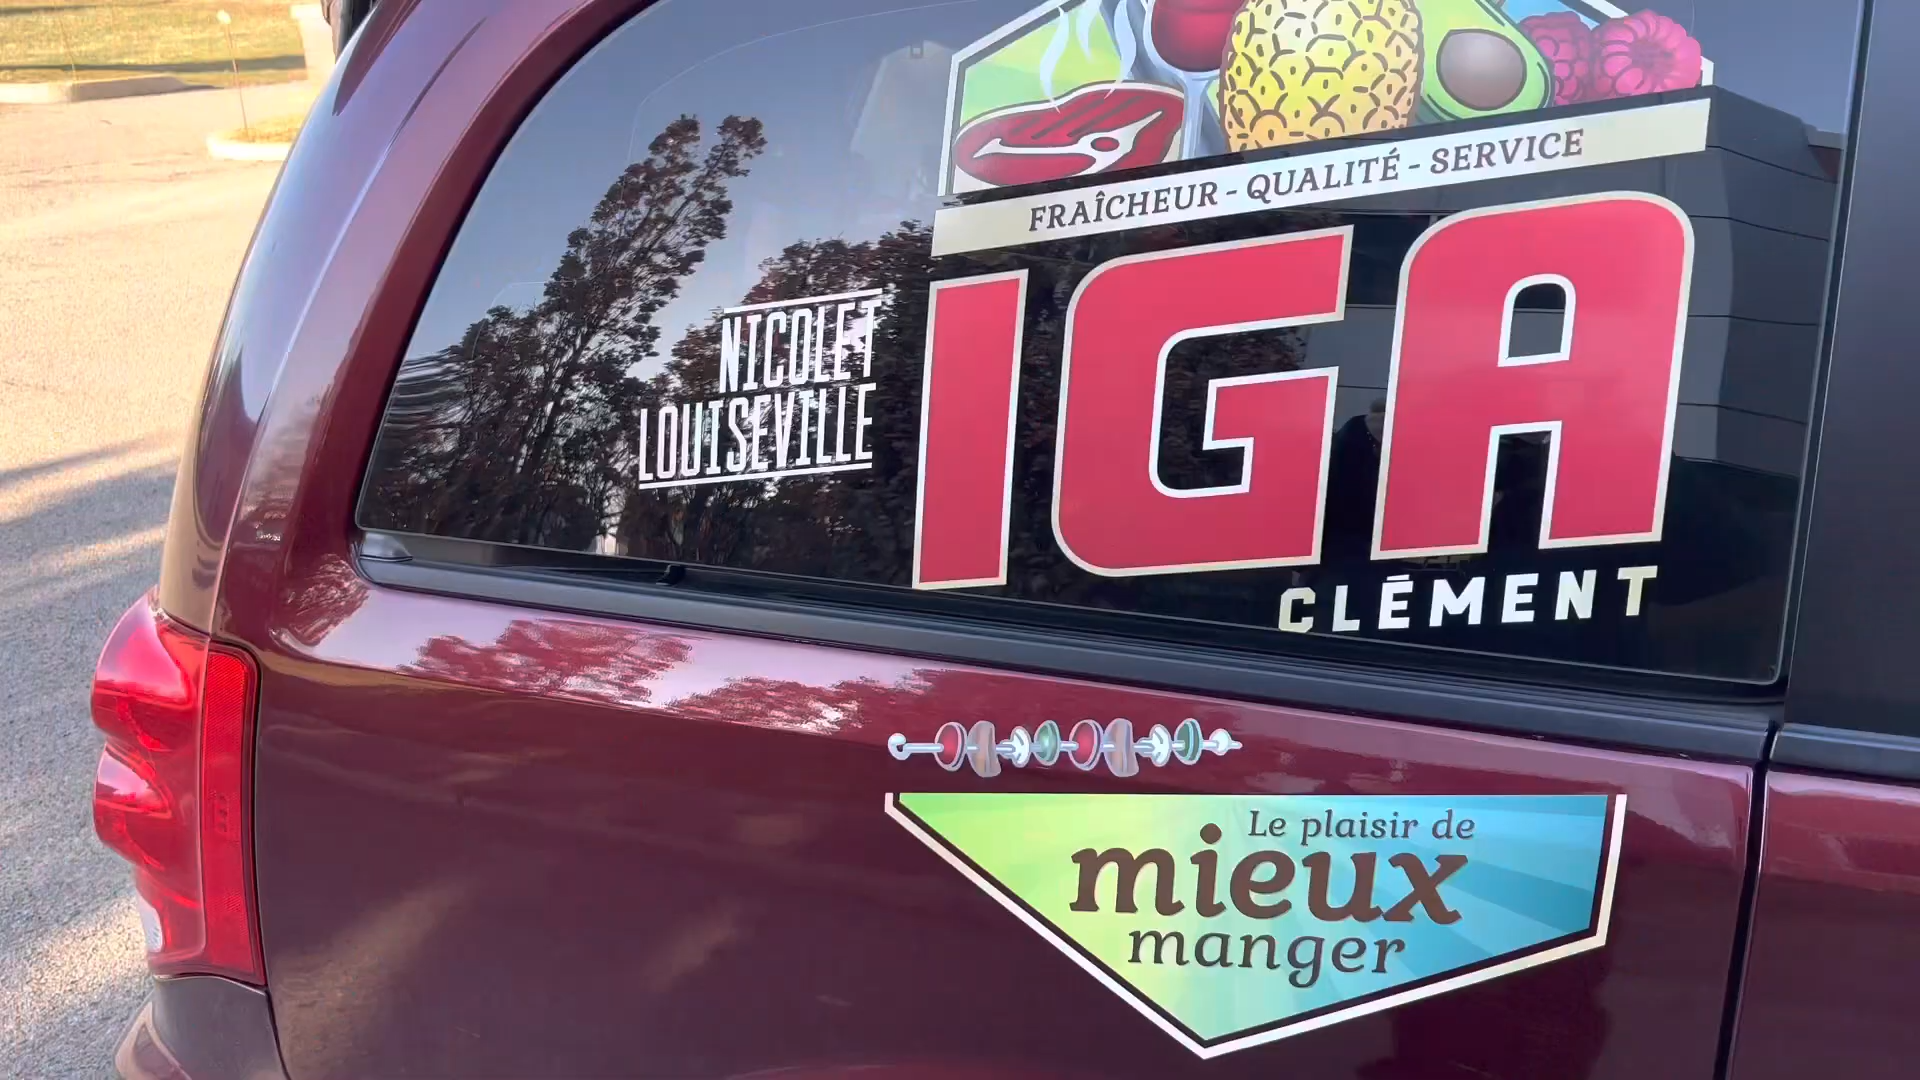 FRAÎCHEUR - QUALITÉ - SERVICE
NICOLET
LOUISEVILLE
IGA
CLÉMENT
Le plaisir de
mieux
manger